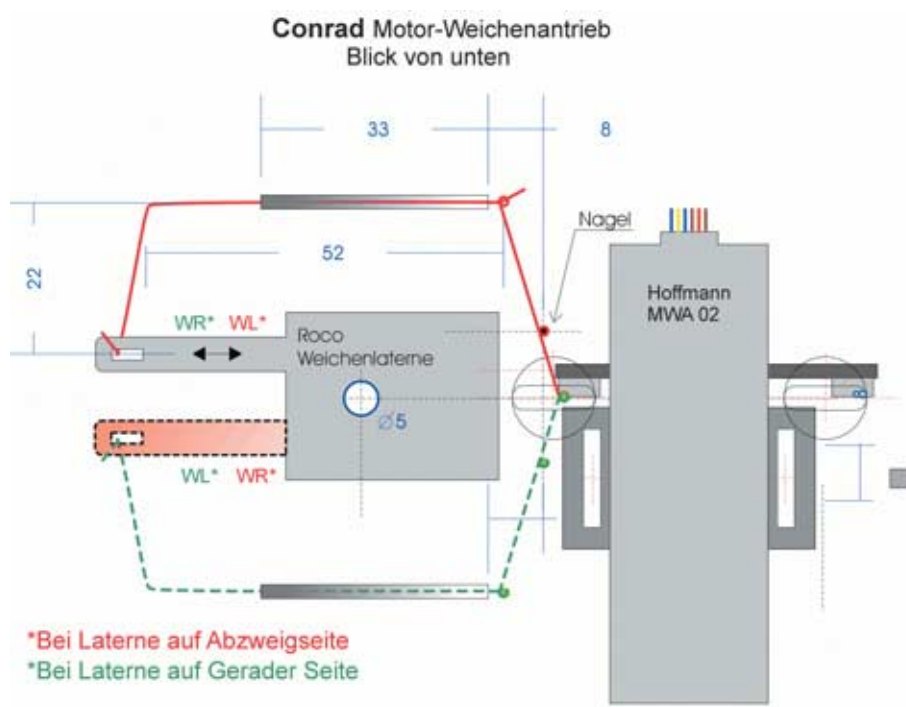 Conrad Motor-Weichenantrieb
Blick von unten
33
8
Nagel
52
22
Hoffmann
MWA 02
WR* WL*
Roco
Weichenlaterne
8
Ø5
WL* WR*
*Bei Laterne auf Abzweigseite
*Bei Laterne auf Gerader Seite